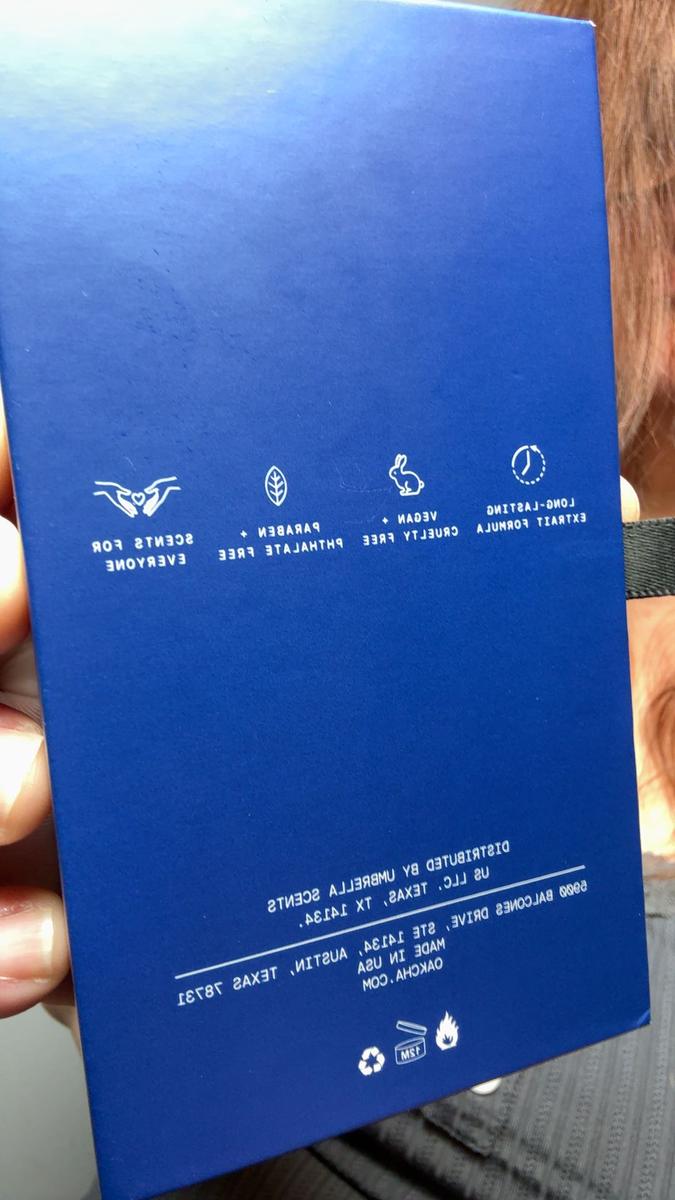 LONG-LASTING
EXTRAIT FORMULA
VEGAN +
CRUELTY FREE
PARABEN +
PHTHALATE FREE
SCENTS FOR
EVERYONE
DISTRIBUTED BY UMBRELLA SCENTS
US LLC. TEXAS, TX 14134.
5900 BALCONES DRIVE, STE 14134, AUSTIN, TEXAS 78731
MADE IN USA
OAKCHA.COM
12M